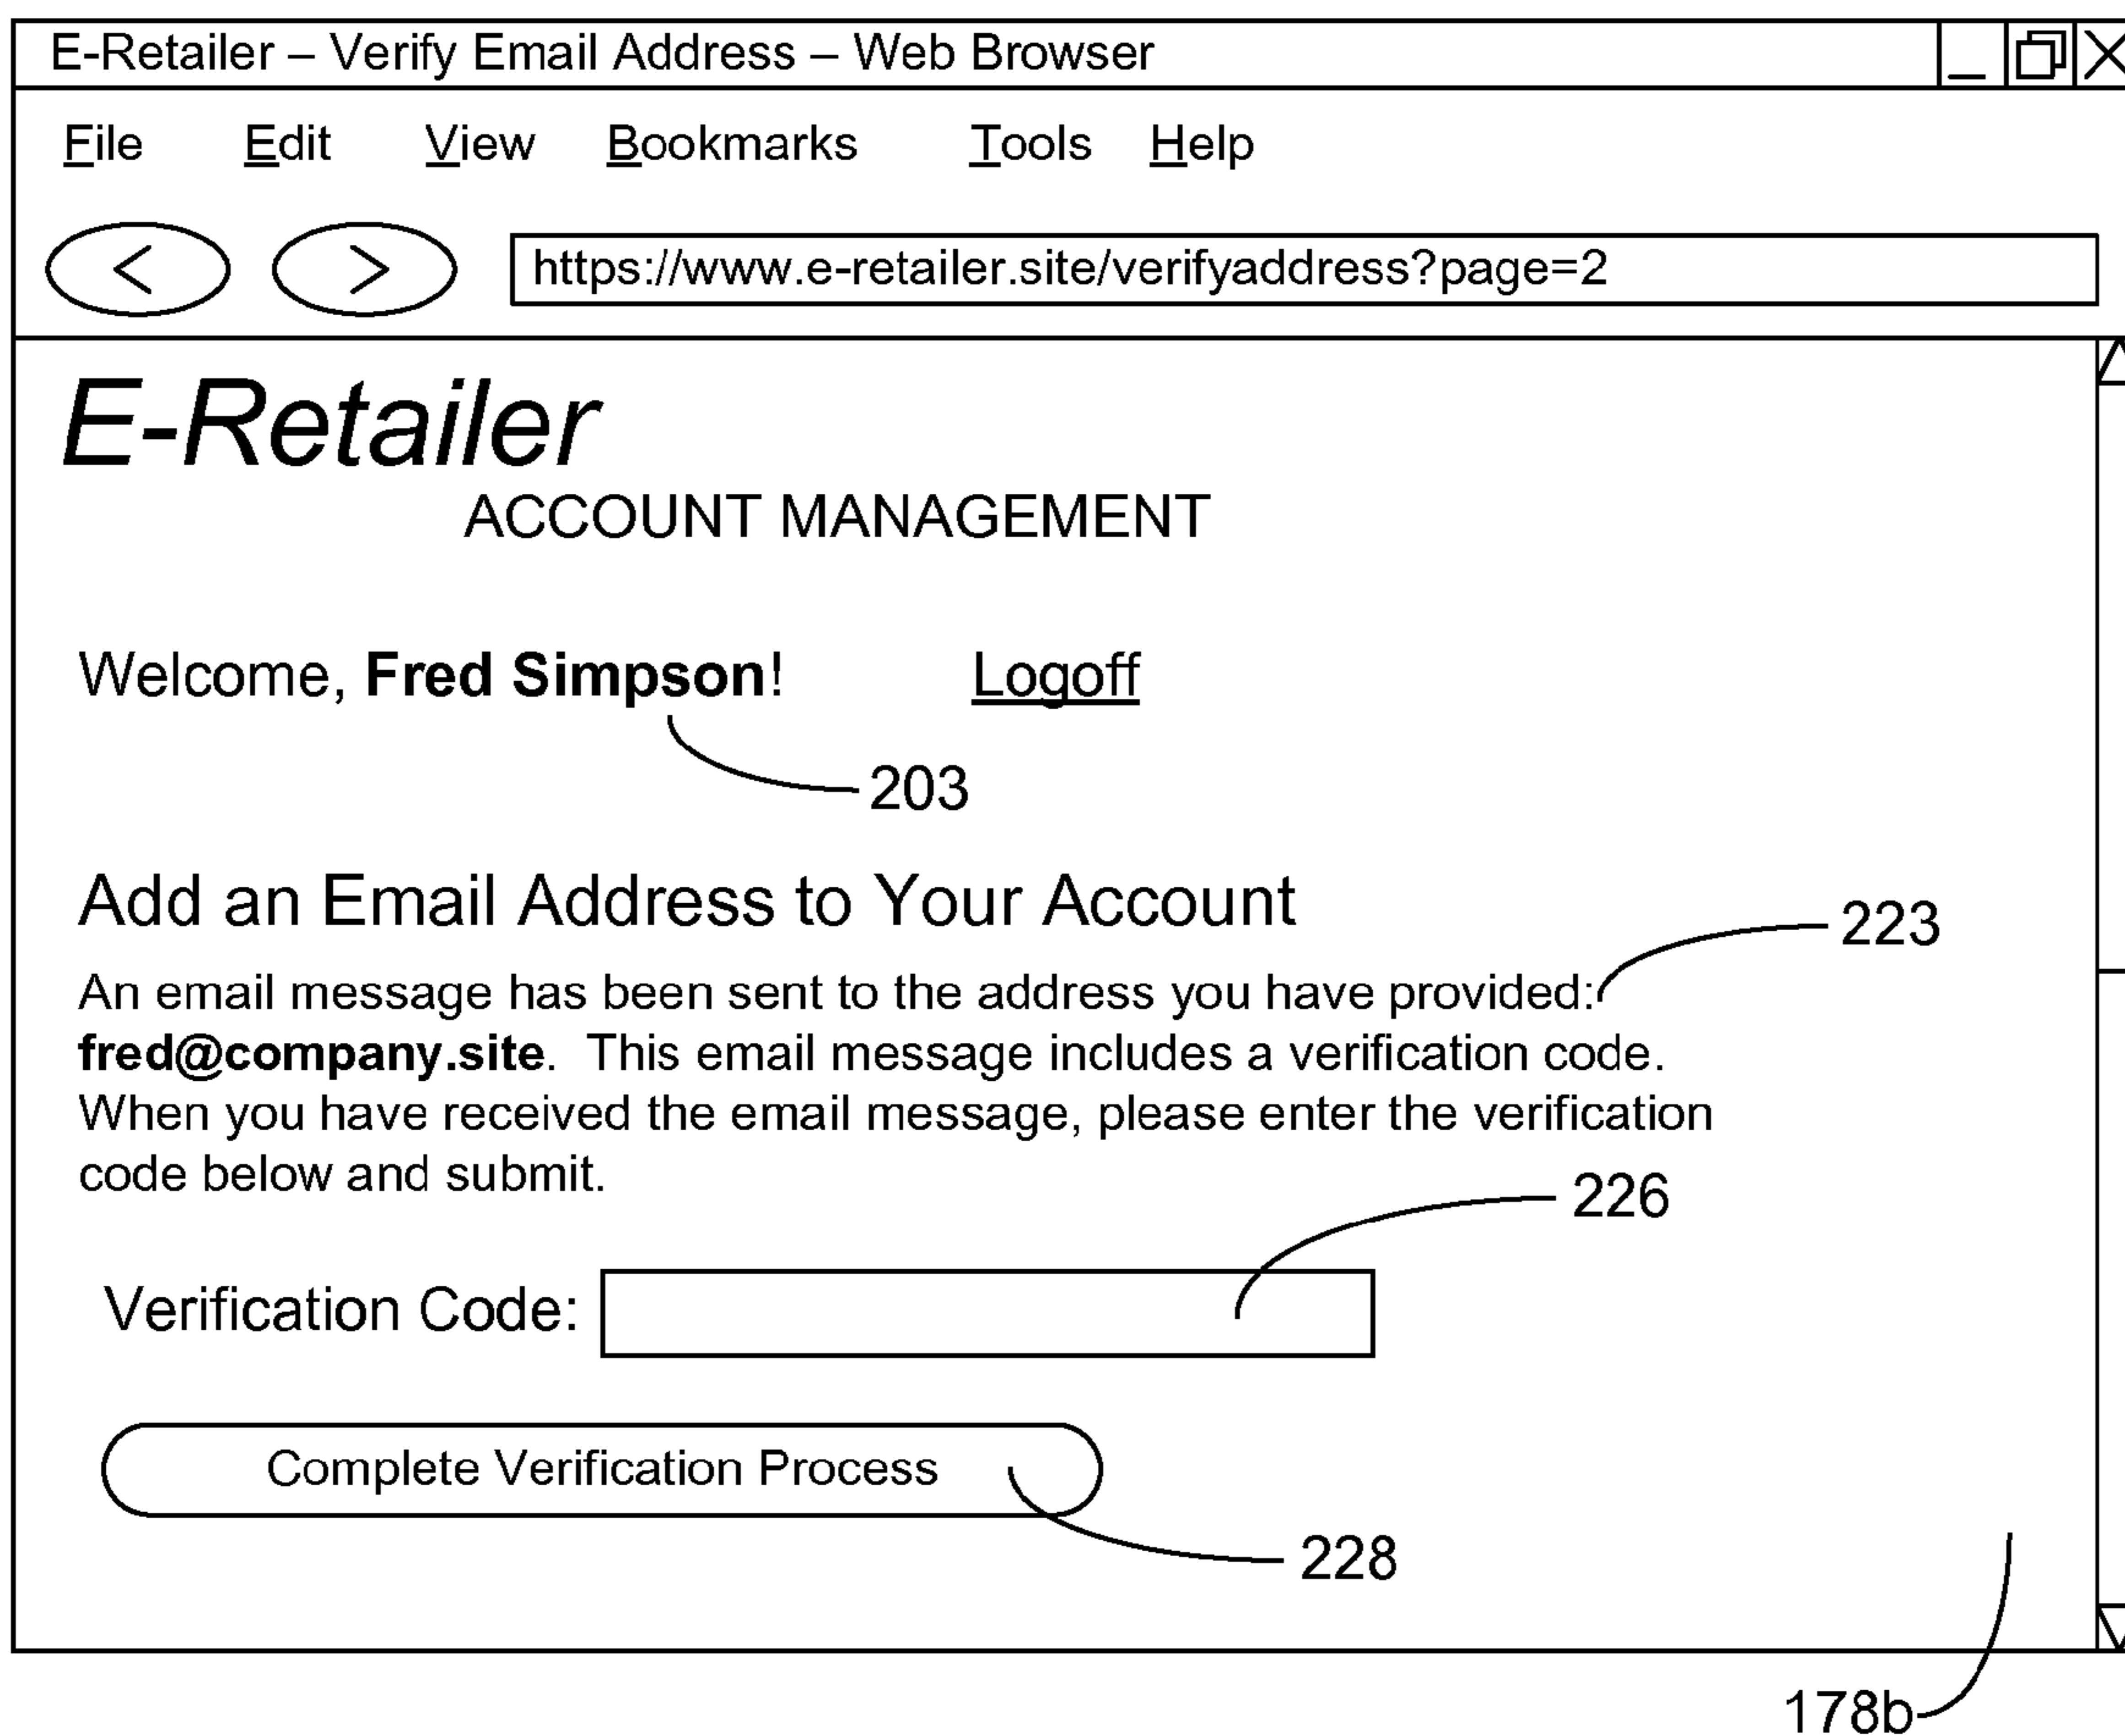 E-Retailer – Verify Email Address – Web Browser
File Edit View Bookmarks Tools Help
< > https://www.e-retailer.site/verifyaddress?page=2
E-Retailer
ACCOUNT MANAGEMENT
Welcome, Fred Simpson! Logoff
203
Add an Email Address to Your Account
223
An email message has been sent to the address you have provided:
fred@company.site. This email message includes a verification code.
When you have received the email message, please enter the verification
code below and submit.
226
Verification Code:
Complete Verification Process
228
178b